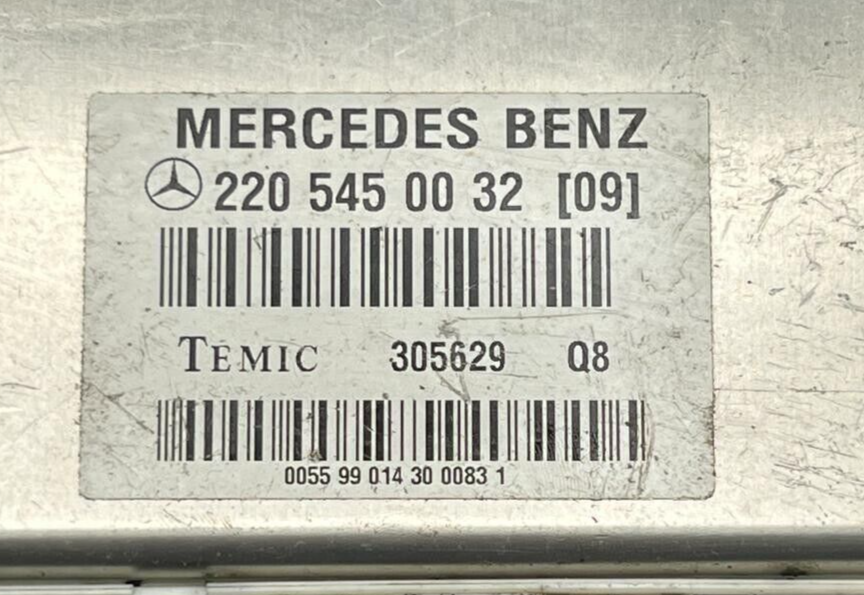 MERCEDES BENZ
220 545 00 32 [09]
TEMIC 305629 Q8
0055 99 014 30 0083 1